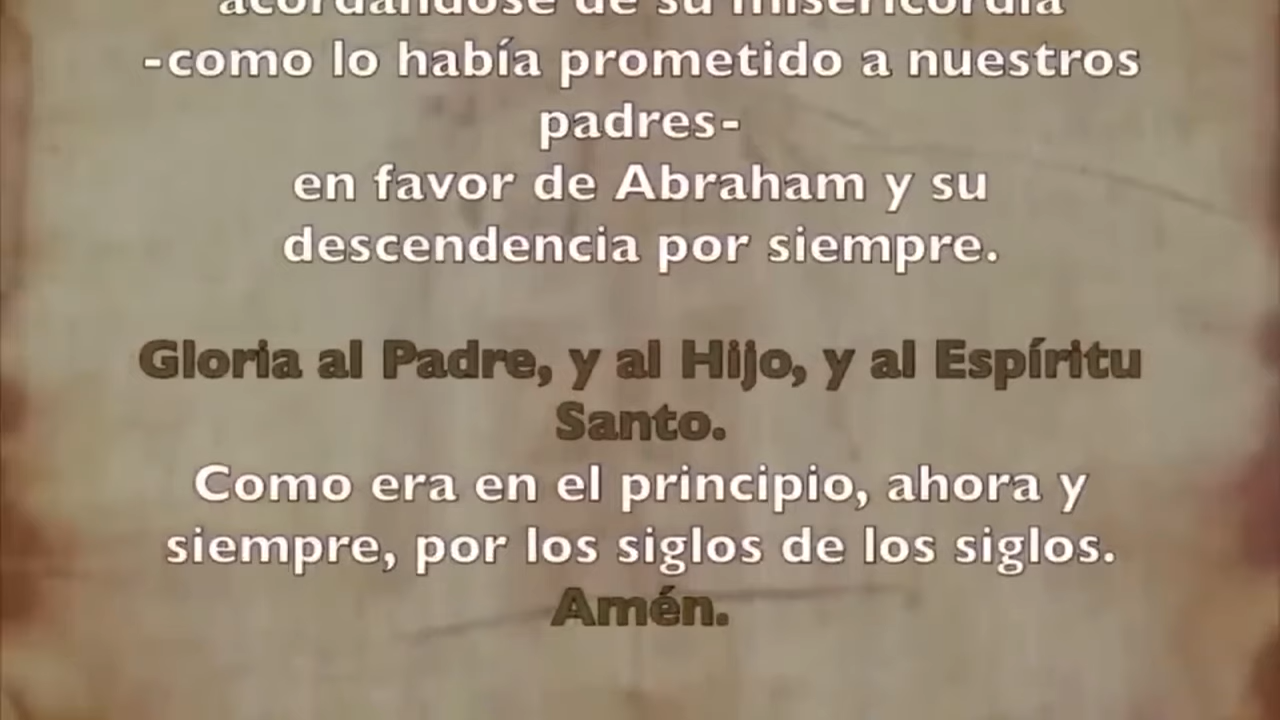 acordándose de su misericordia
-como lo había prometido a nuestros
padres-
en favor de Abraham y su
descendencia por siempre.
Gloria al Padre, y al Hijo, y al Espíritu
Santo.
Como era en el principio, ahora y
siempre, por los siglos de los siglos.
Amén.